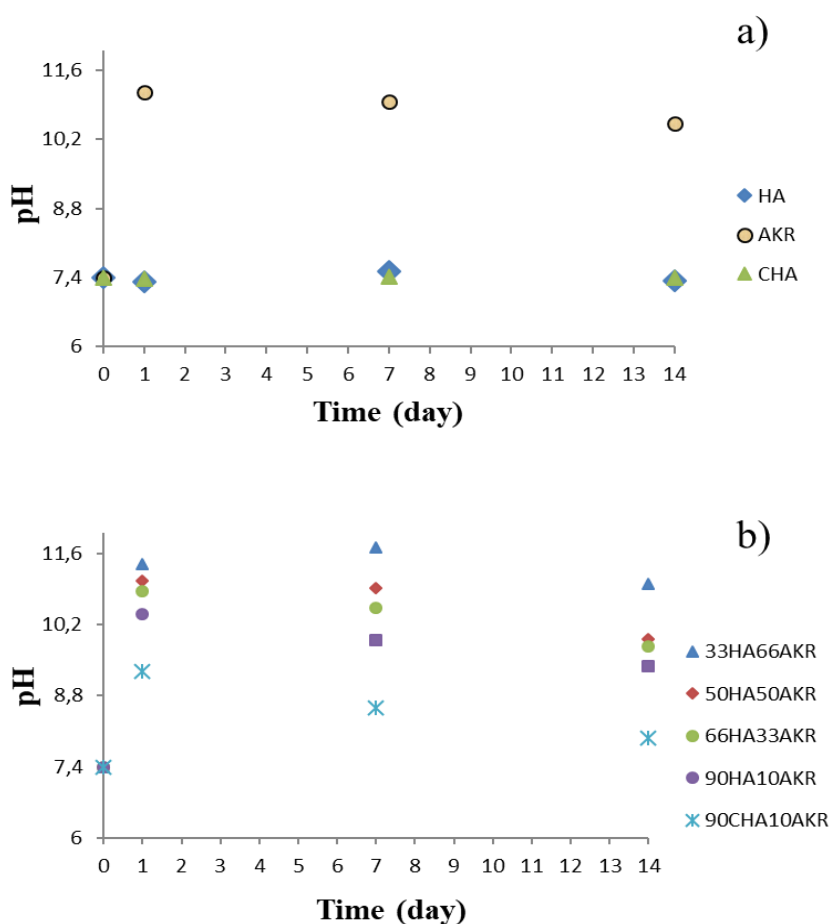 a)
11,6
10,2
8,8
7,4
6
pH
0 1 2 3 4 5 6 7 8 9 10 11 12 13 14
Time (day)
HA
AKR
CHA
b)
11,6
10,2
8,8
7,4
6
pH
0 1 2 3 4 5 6 7 8 9 10 11 12 13 14
Time (day)
33HA66AKR
50HA50AKR
66HA33AKR
90HA10AKR
90CHA10AKR